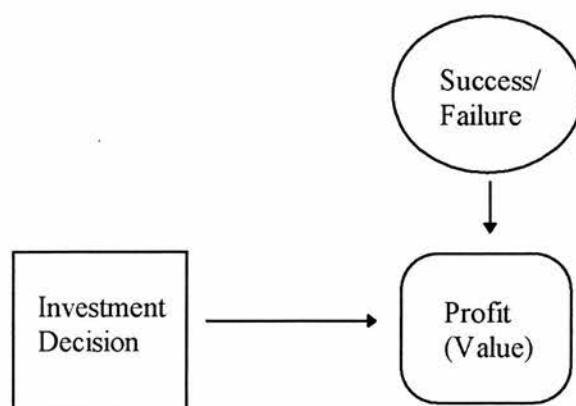 Success/
Failure
Investment
Decision
Profit
(Value)